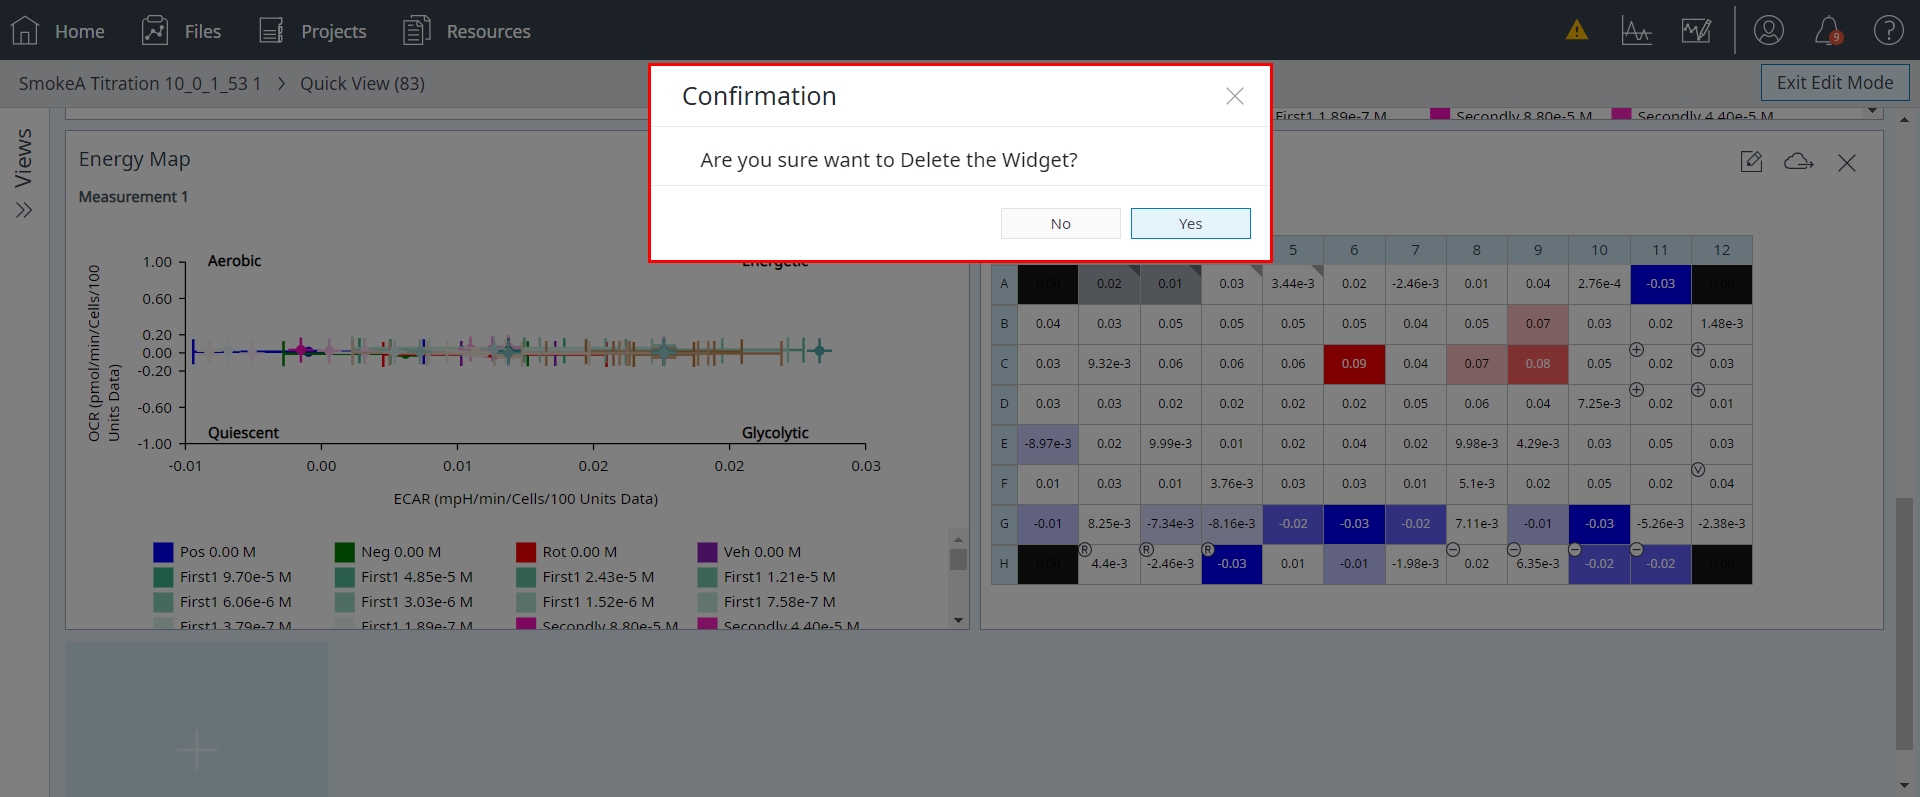 Home Files Projects Resources 9
SmokeA Titration 10_0_1_53 1 Quick View (83) Exit Edit Mode
Views
Confirmation
Are you sure want to Delete the Widget?
No Yes
First1 1.89e-7 M Secondly 8.80e-5 M Secondly 4.40e-5 M
Energy Map
Measurement 1
Aerobic Energetic
Quiescent Glycolytic
OCR (pmol/min/Cells/100
Units Data)
1.00
0.60
0.20
0.00
-0.20
-0.60
-1.00
-0.01 0.00 0.01 0.02 0.02 0.03
ECAR (mpH/min/Cells/100 Units Data)
Pos 0.00 M Neg 0.00 M Rot 0.00 M Veh 0.00 M
First1 9.70e-5 M First1 4.85e-5 M First1 2.43e-5 M First1 1.21e-5 M
First1 6.06e-6 M First1 3.03e-6 M First1 1.52e-6 M First1 7.58e-7 M
First1 3.79e-7 M First1 1.89e-7 M Secondly 8.80e-5 M Secondly 4.40e-5 M
5 6 7 8 9 10 11 12
A 0.00 0.02 0.01 0.03 3.44e-3 0.02 -2.46e-3 0.01 0.04 2.76e-4 -0.03 0.00
B 0.04 0.03 0.05 0.05 0.05 0.05 0.04 0.05 0.07 0.03 0.02 1.48e-3
C 0.03 9.32e-3 0.06 0.06 0.06 0.09 0.04 0.07 0.08 0.05 0.02 0.03
D 0.03 0.03 0.02 0.02 0.02 0.02 0.05 0.06 0.04 7.25e-3 0.02 0.01
E -8.97e-3 0.02 9.99e-3 0.01 0.02 0.04 0.02 9.98e-3 4.29e-3 0.03 0.05 0.03
F 0.01 0.03 0.01 3.76e-3 0.03 0.03 0.01 5.1e-3 0.02 0.05 0.02 V 0.04
G -0.01 8.25e-3 -7.34e-3 -8.16e-3 -0.02 -0.03 -0.02 7.11e-3 -0.01 -0.03 -5.26e-3 -2.38e-3
H 0.00 R 4.4e-3 R -2.46e-3 R -0.03 0.01 -0.01 -1.98e-3 0.02 6.35e-3 -0.02 -0.02 0.00